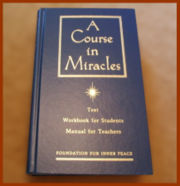 A
Course
in
Miracles
Text
Workbook for Students
Manual for Teachers
FOUNDATION FOR INNER PEACE